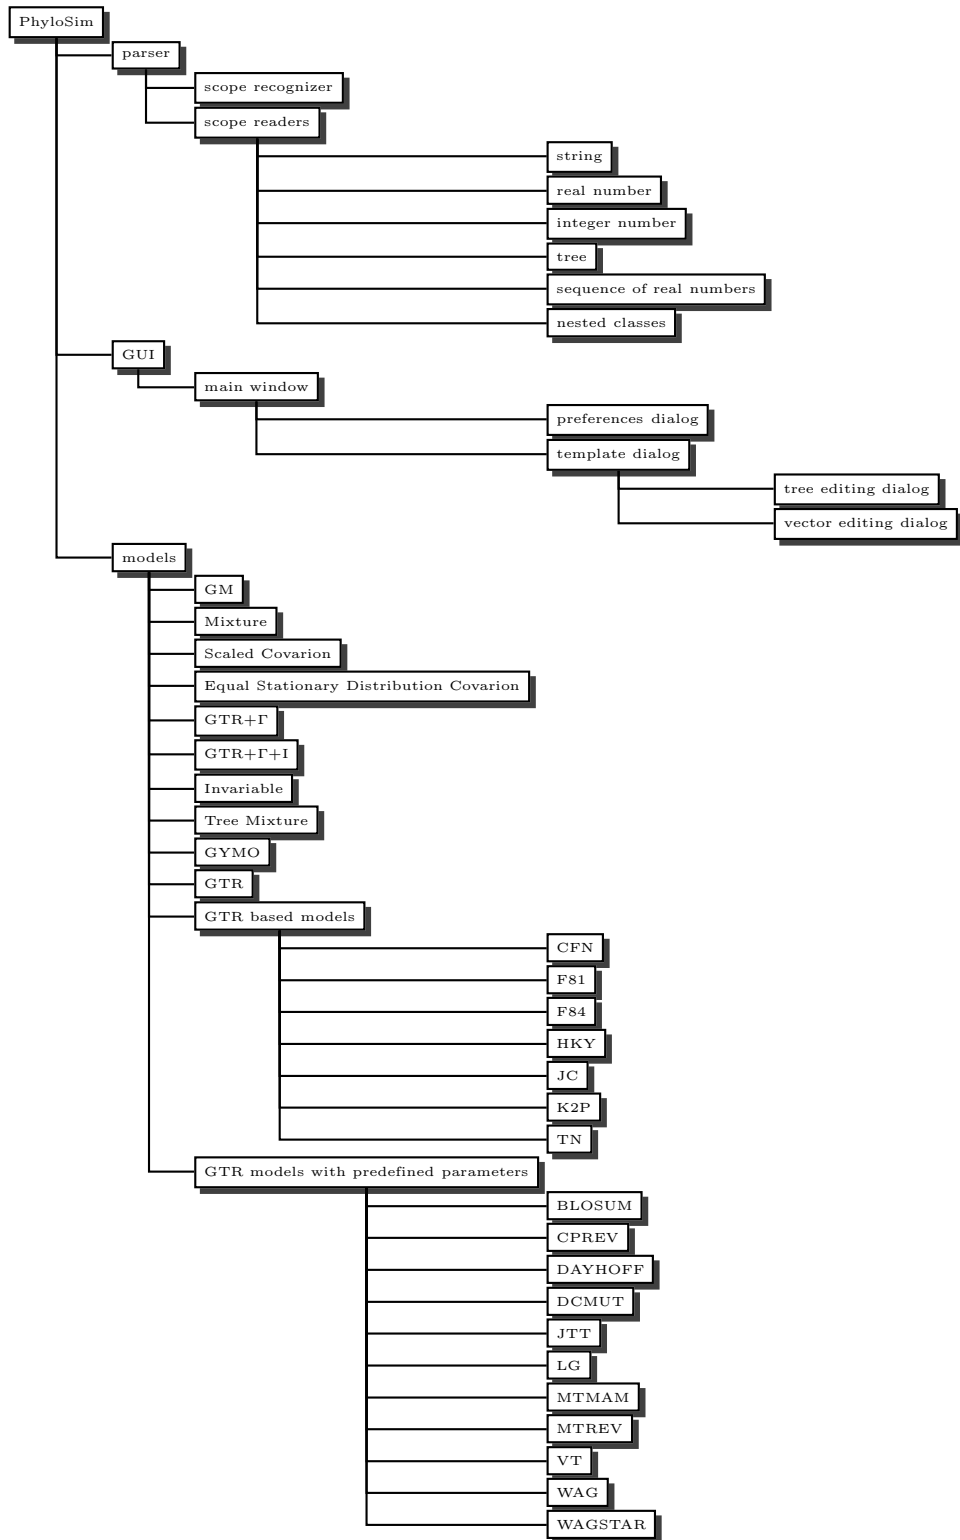 PhyloSim
parser
scope recognizer
scope readers
string
real number
integer number
tree
sequence of real numbers
nested classes
GUI
main window
preferences dialog
template dialog
tree editing dialog
vector editing dialog
models
GM
Mixture
Scaled Covarion
Equal Stationary Distribution Covarion
GTR+Γ
GTR+Γ+I
Invariable
Tree Mixture
GYMO
GTR
GTR based models
CFN
F81
F84
HKY
JC
K2P
TN
GTR models with predefined parameters
BLOSUM
CPREV
DAYHOFF
DCMUT
JTT
LG
MTMAM
MTREV
VT
WAG
WAGSTAR